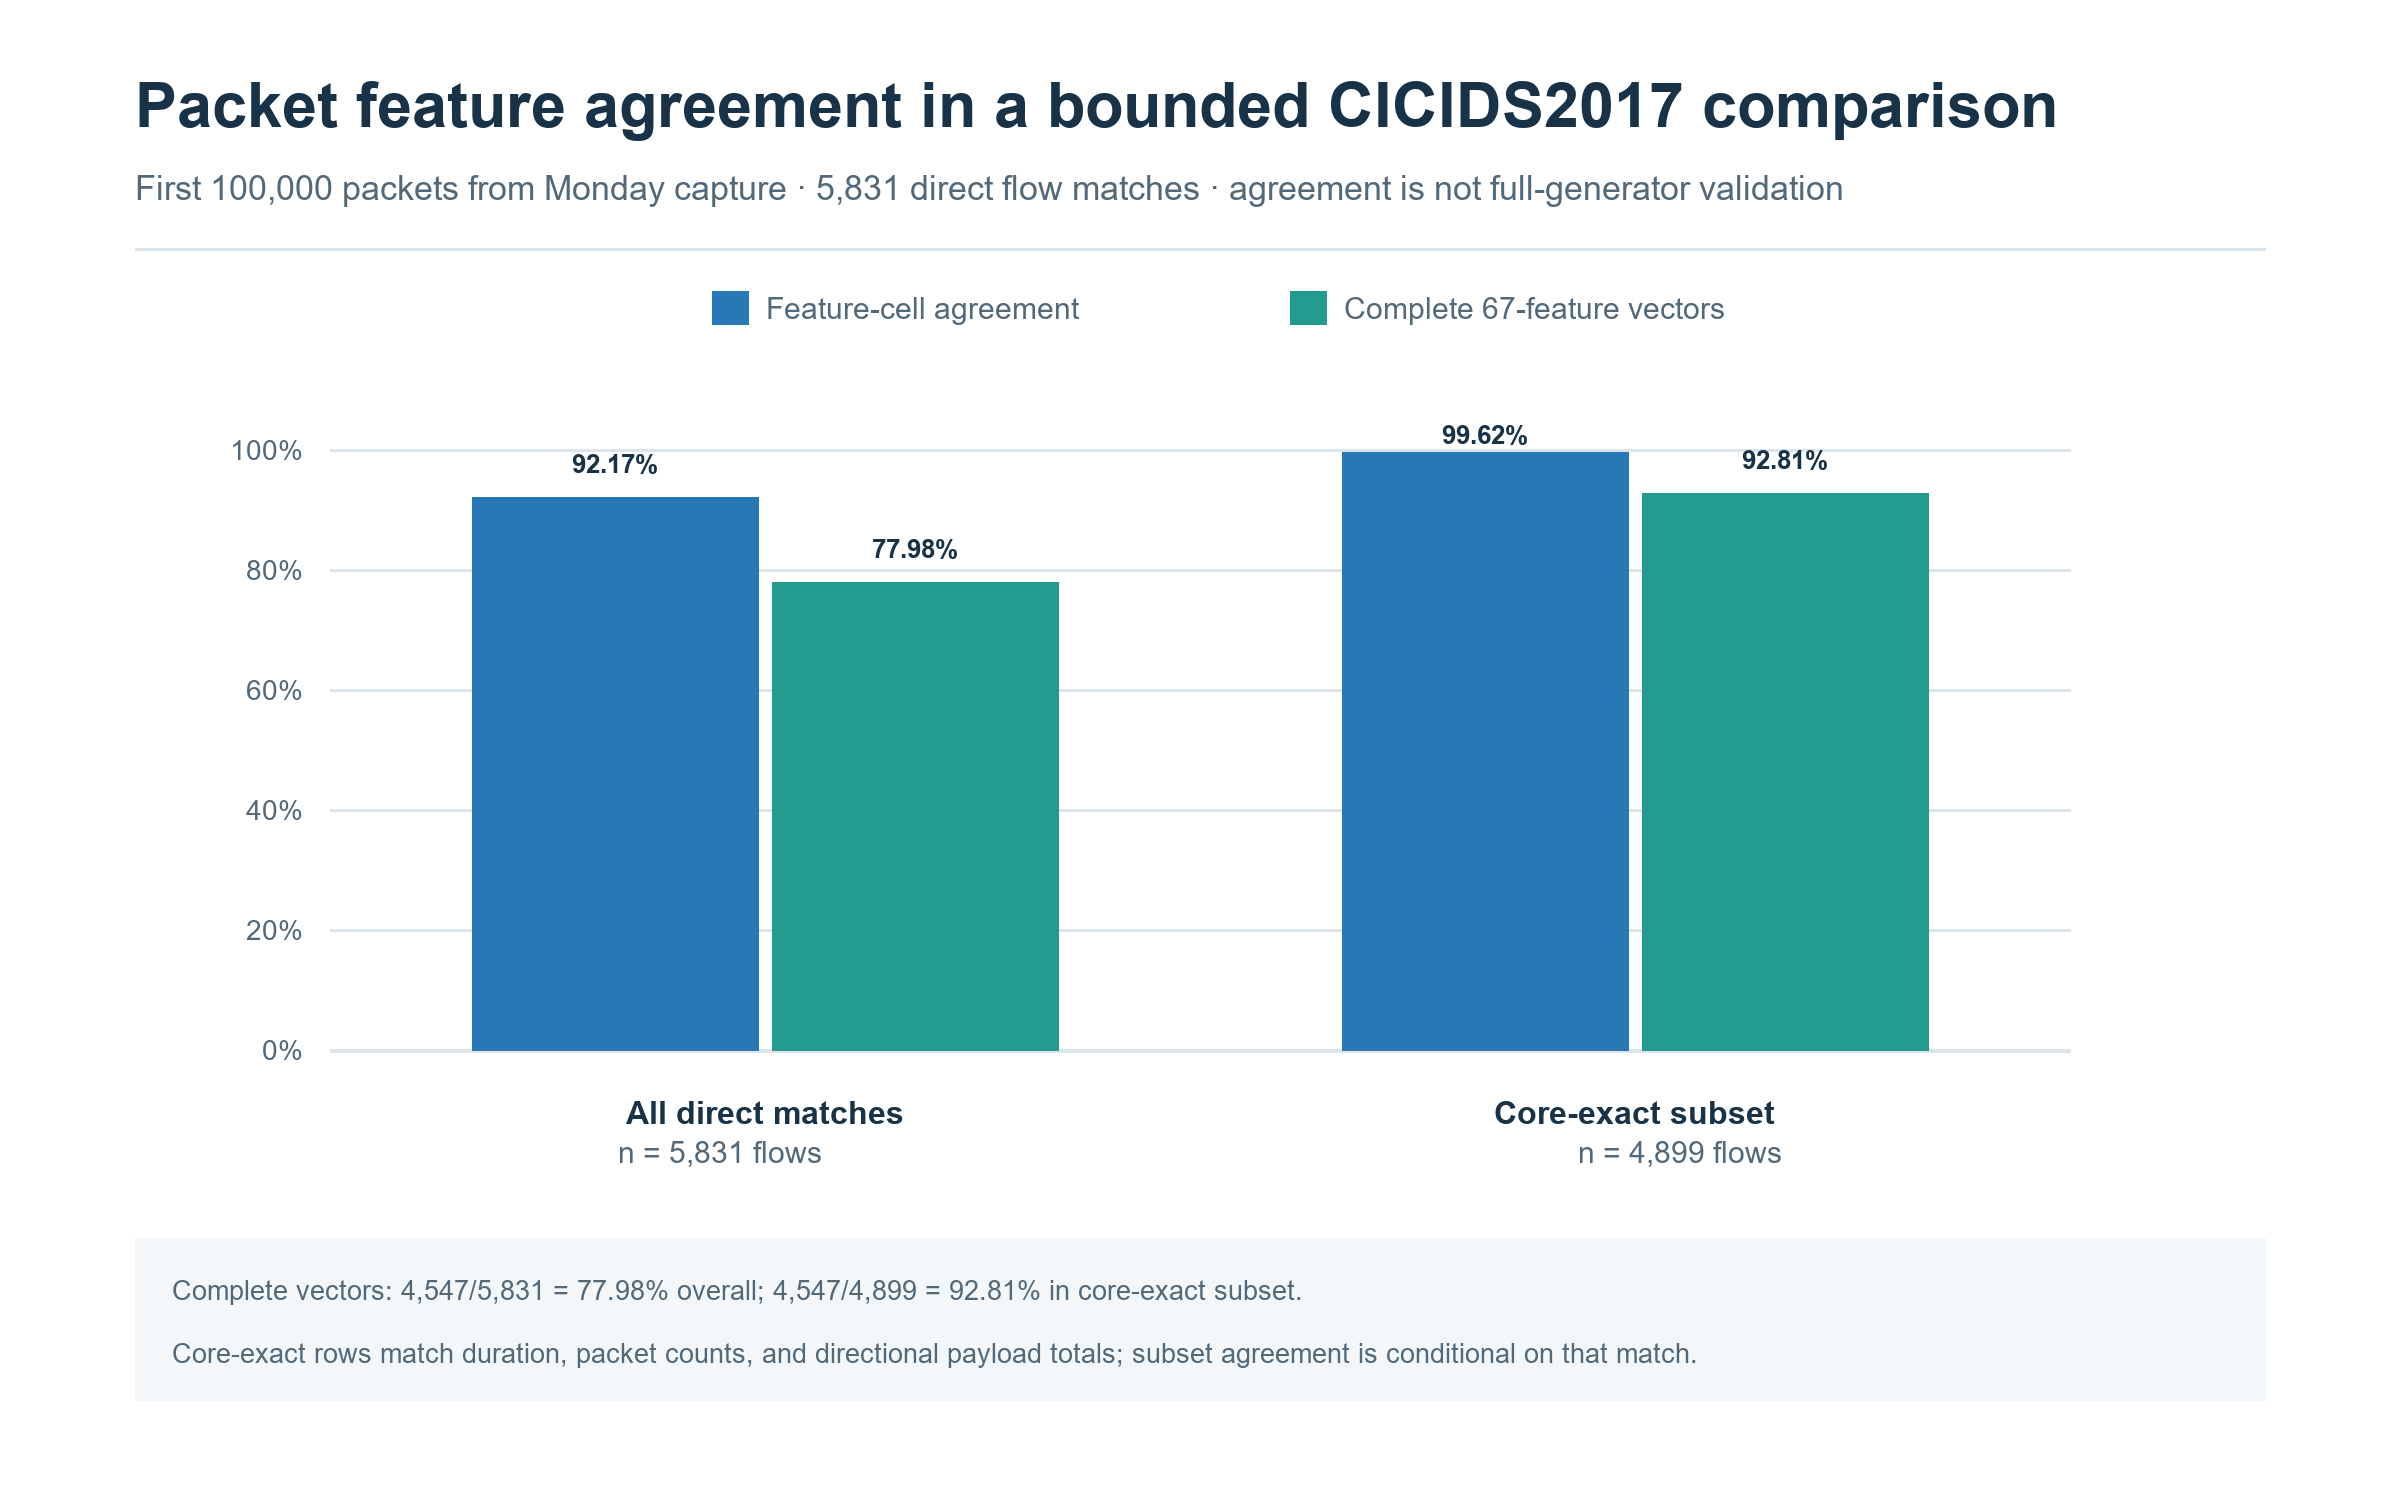 Packet feature agreement in a bounded CICIDS2017 comparison
First 100,000 packets from Monday capture · 5,831 direct flow matches · agreement is not full-generator validation
Feature-cell agreement
Complete 67-feature vectors
100%
80%
60%
40%
20%
0%
92.17%
77.98%
99.62%
92.81%
All direct matches
n = 5,831 flows
Core-exact subset
n = 4,899 flows
Complete vectors: 4,547/5,831 = 77.98% overall; 4,547/4,899 = 92.81% in core-exact subset.
Core-exact rows match duration, packet counts, and directional payload totals; subset agreement is conditional on that match.